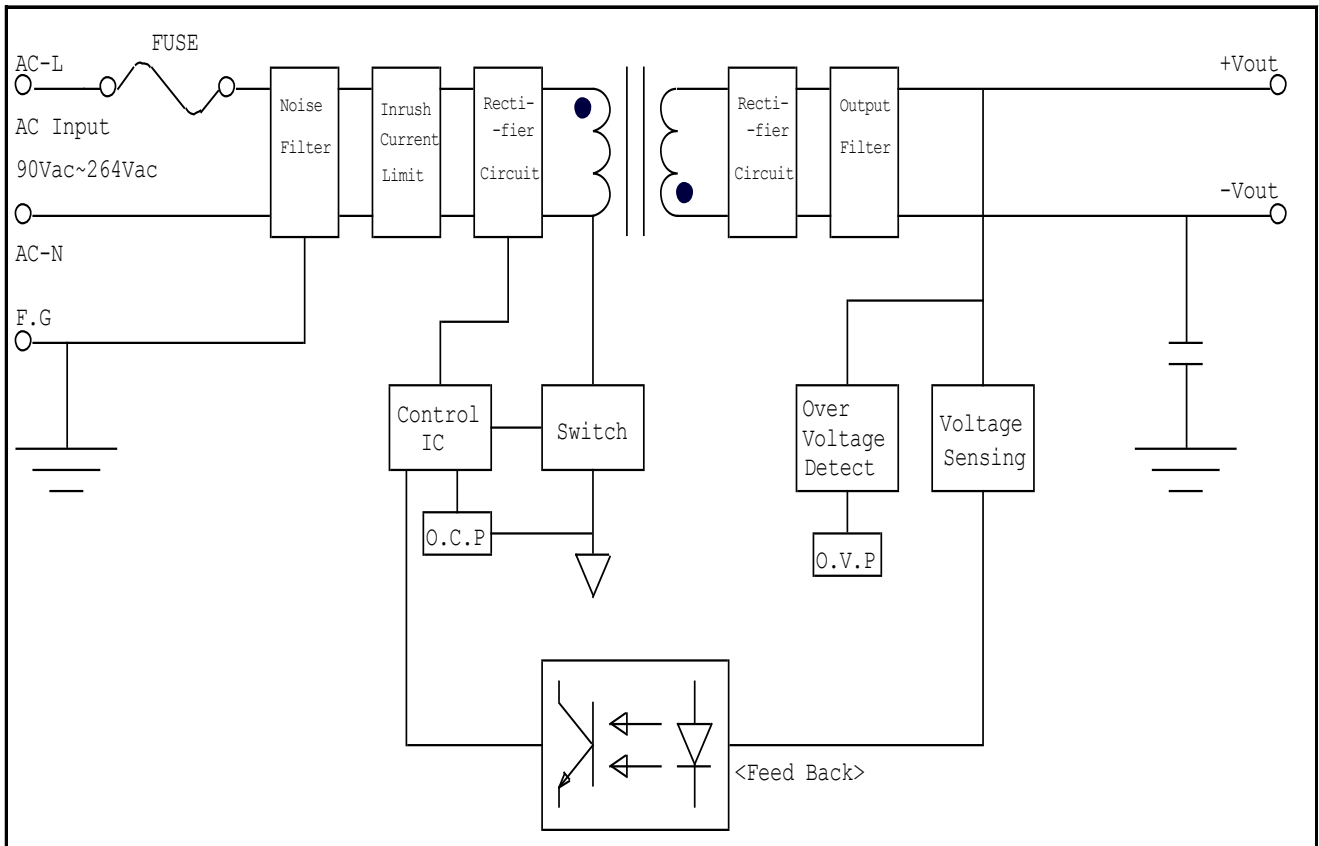 FUSE
AC-L
+Vout
Noise
Filter
Inrush
Current
Limit
Recti-
-fier
Circuit
Recti-
-fier
Circuit
Output
Filter
AC Input
90Vac~264Vac
-Vout
AC-N
F.G
Control
IC
Switch
Over
Voltage
Detect
Voltage
Sensing
O.C.P
O.V.P
<Feed Back>